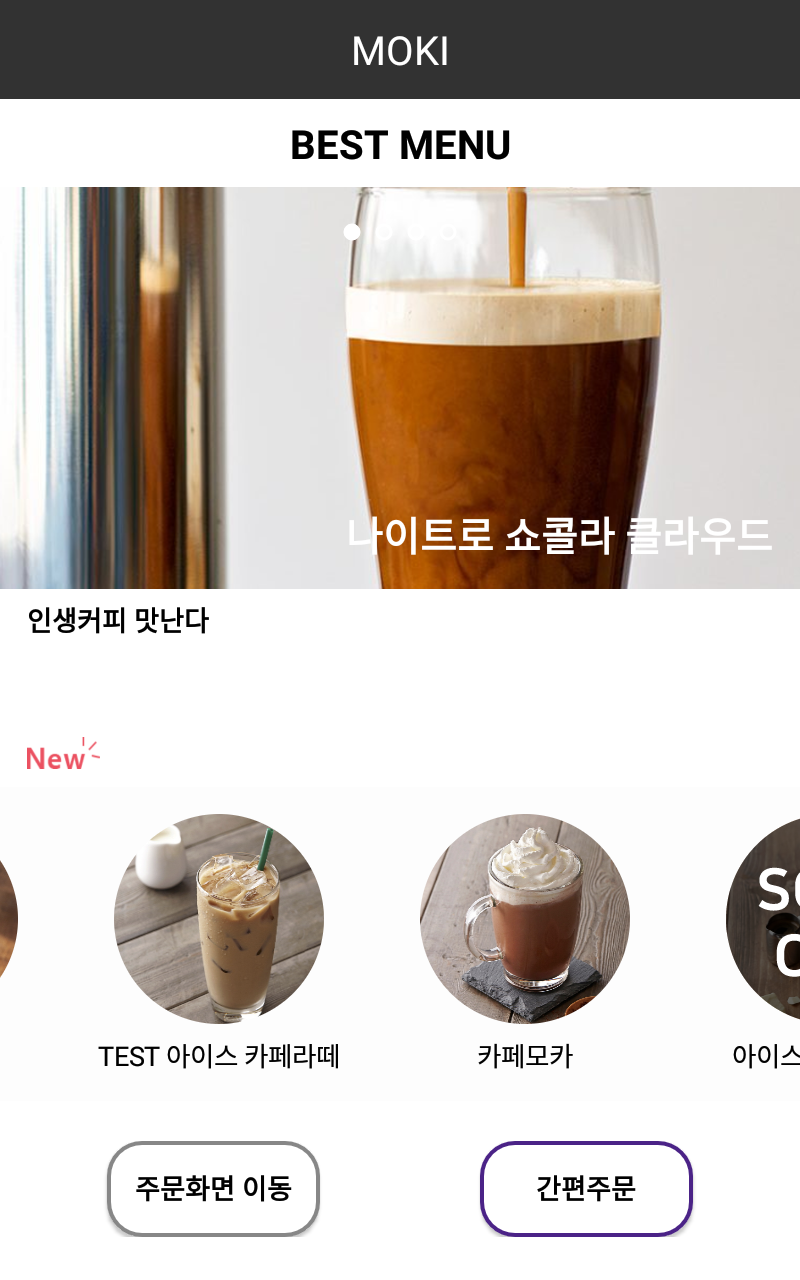 MOKI
BEST MENU
나이트로 쇼콜라 클라우드
인생커피 맛난다
New
TEST 아이스 카페라떼
카페모카
아이스
주문화면 이동
간편주문